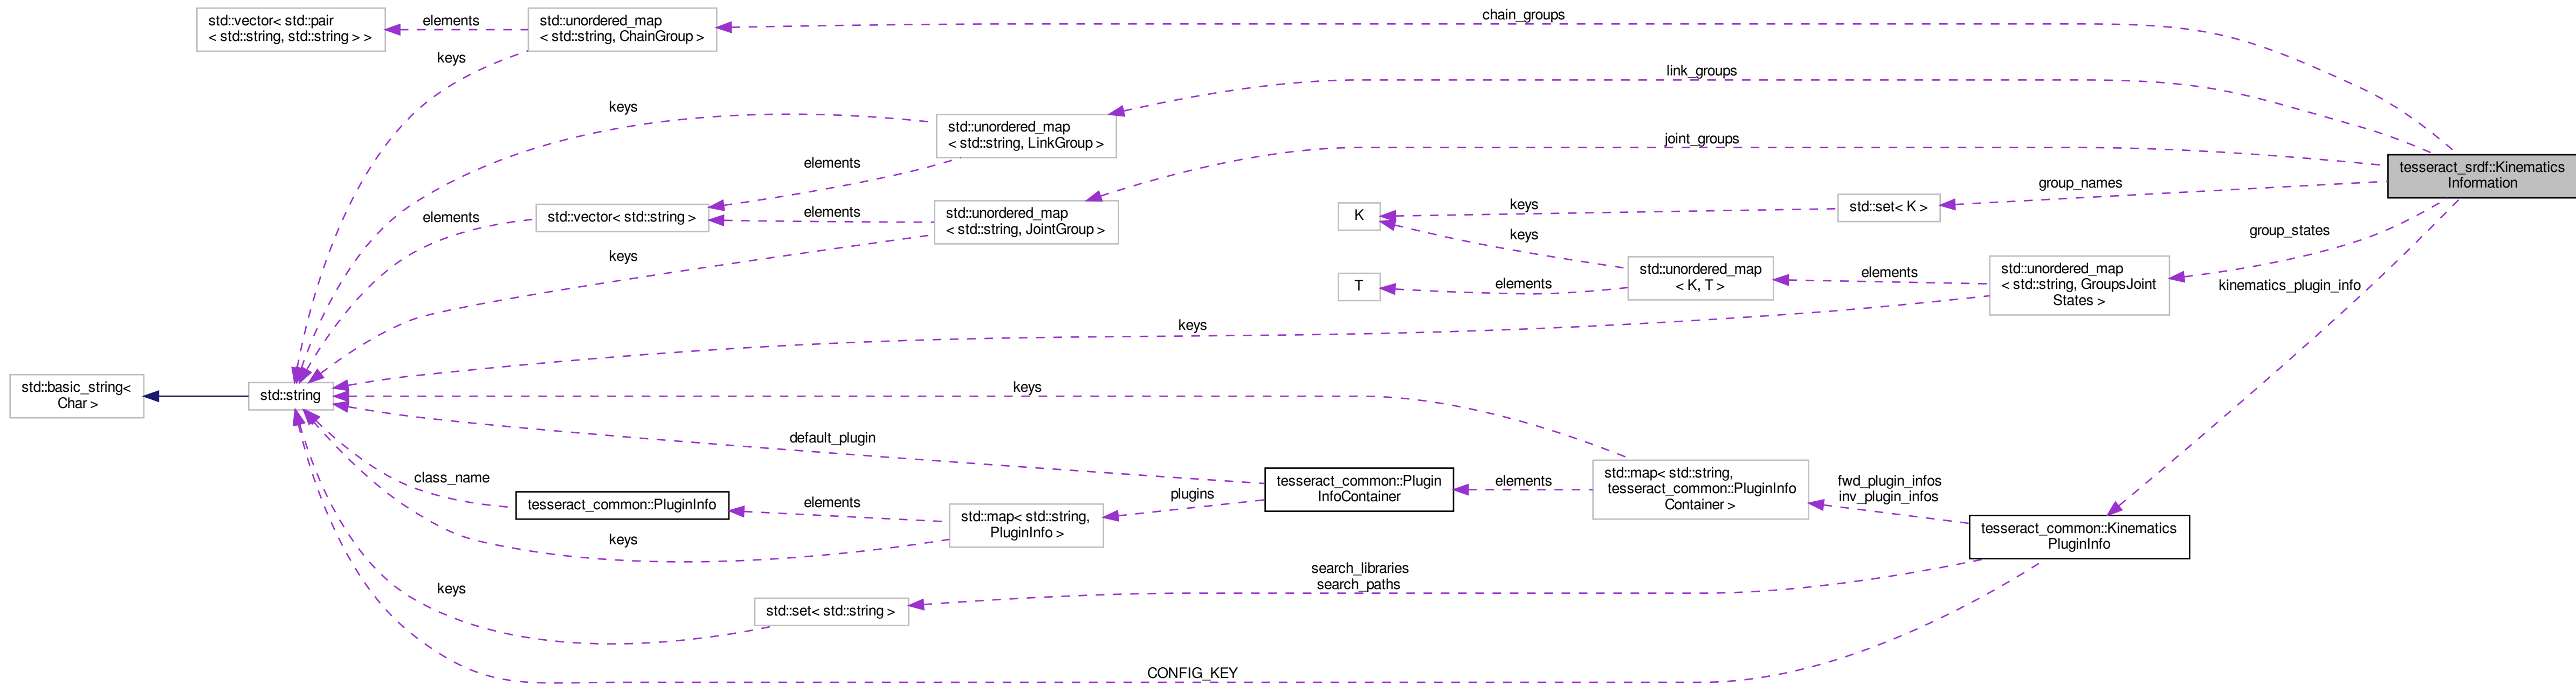 std::vector< std::pair
< std::string, std::string > >
elements
std::unordered_map
< std::string, ChainGroup >
chain_groups
keys
link_groups
keys
std::unordered_map
< std::string, LinkGroup >
joint_groups
elements
tesseract_srdf::Kinematics
Information
group_names
std::vector< std::string >
elements
elements
std::unordered_map
< std::string, JointGroup >
K
keys
std::set< K >
keys
group_states
keys
T
elements
std::unordered_map
< K, T >
elements
std::unordered_map
< std::string, GroupsJoint
States >
kinematics_plugin_info
keys
std::basic_string<
Char >
std::string
keys
default_plugin
class_name
tesseract_common::PluginInfo
elements
std::map< std::string,
PluginInfo >
plugins
tesseract_common::Plugin
InfoContainer
elements
std::map< std::string,
tesseract_common::PluginInfo
Container >
fwd_plugin_infos
inv_plugin_infos
tesseract_common::Kinematics
PluginInfo
keys
search_libraries
search_paths
keys
std::set< std::string >
CONFIG_KEY